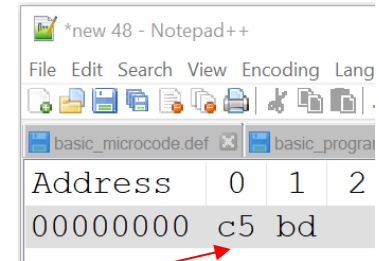 *new 48 - Notepad++
File Edit Search View Encoding Lang
basic_microcode.def basic_progra
Address 0 1 2
00000000 c5 bd